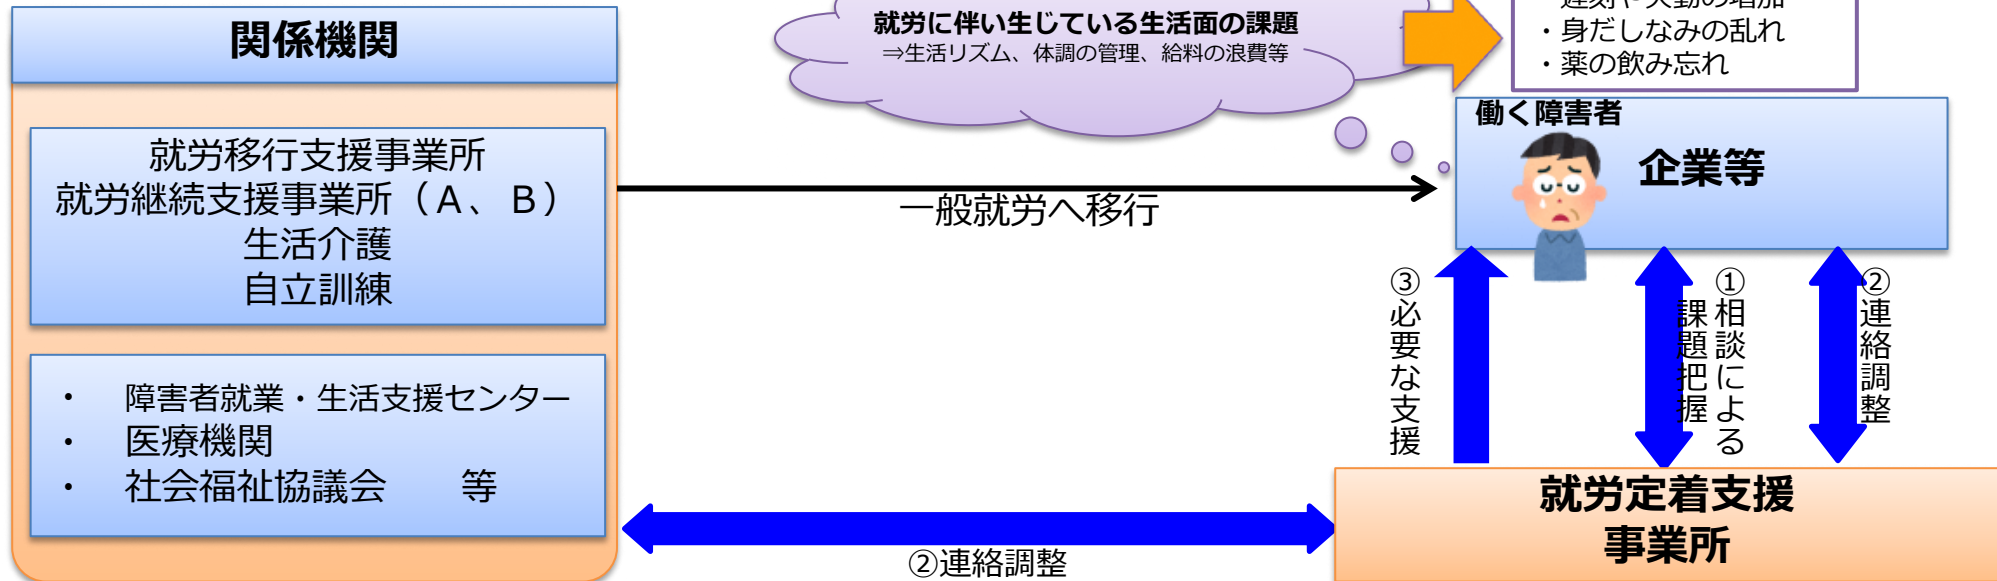 関係機関
就労移行支援事業所
就労継続支援事業所（Ａ、Ｂ）
生活介護
自立訓練
・ 障害者就業・生活支援センター
・ 医療機関
・ 社会福祉協議会　　等
就労に伴い生じている生活面の課題
⇒生活リズム、体調の管理、給料の浪費等
・身だしなみの乱れ
・薬の飲み忘れ
働く障害者
企業等
一般就労へ移行
③必要な支援
①相談による
課題把握
②連絡調整
就労定着支援
事業所
②連絡調整